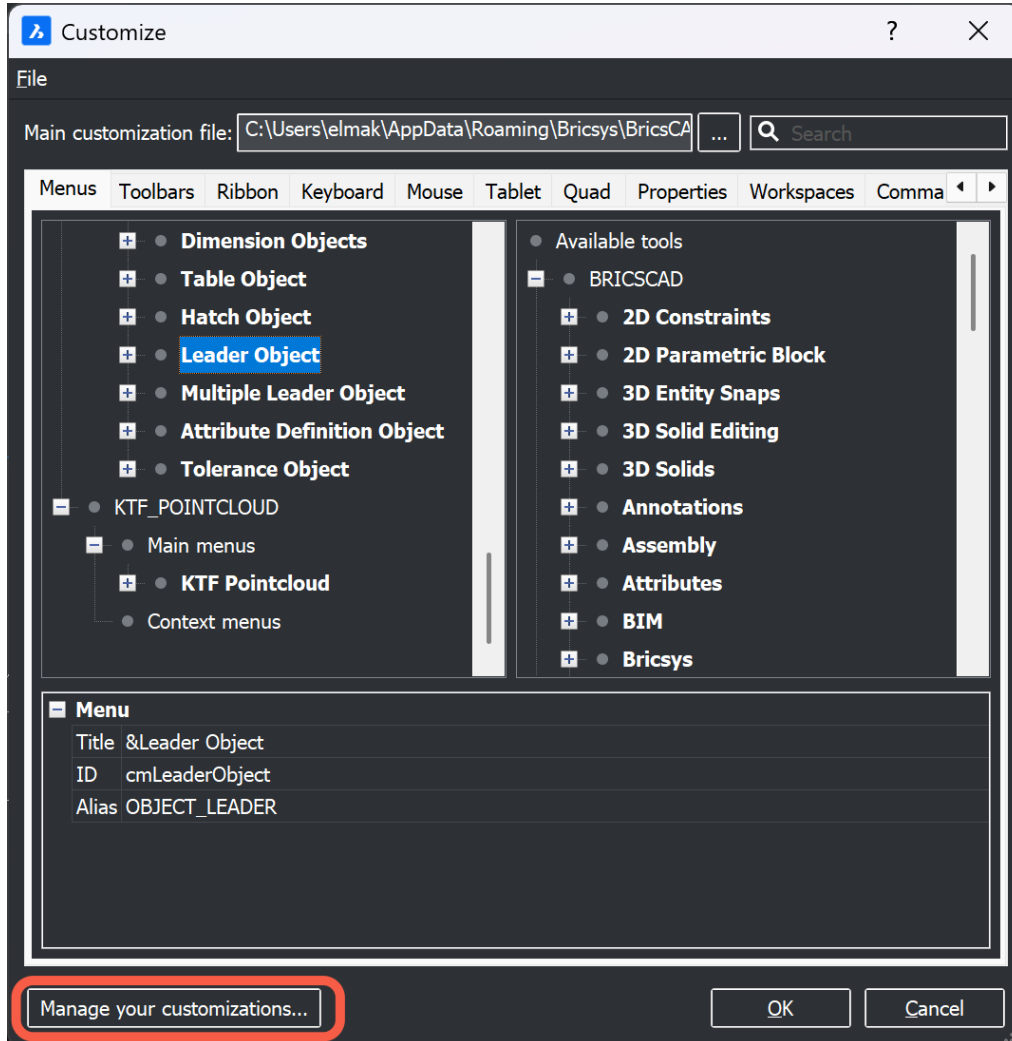 Customize
?
File
Main customization file: C:\Users\elmak\AppData\Roaming\Bricsys\BricsCA ... Search
Menus Toolbars Ribbon Keyboard Mouse Tablet Quad Properties Workspaces Comma
Dimension Objects
Table Object
Hatch Object
Leader Object
Multiple Leader Object
Attribute Definition Object
Tolerance Object
KTF_POINTCLOUD
Main menus
KTF Pointcloud
Context menus
Available tools
BRICSCAD
2D Constraints
2D Parametric Block
3D Entity Snaps
3D Solid Editing
3D Solids
Annotations
Assembly
Attributes
BIM
Bricsys
Menu
Title &Leader Object
ID cmLeaderObject
Alias OBJECT_LEADER
Manage your customizations... OK Cancel